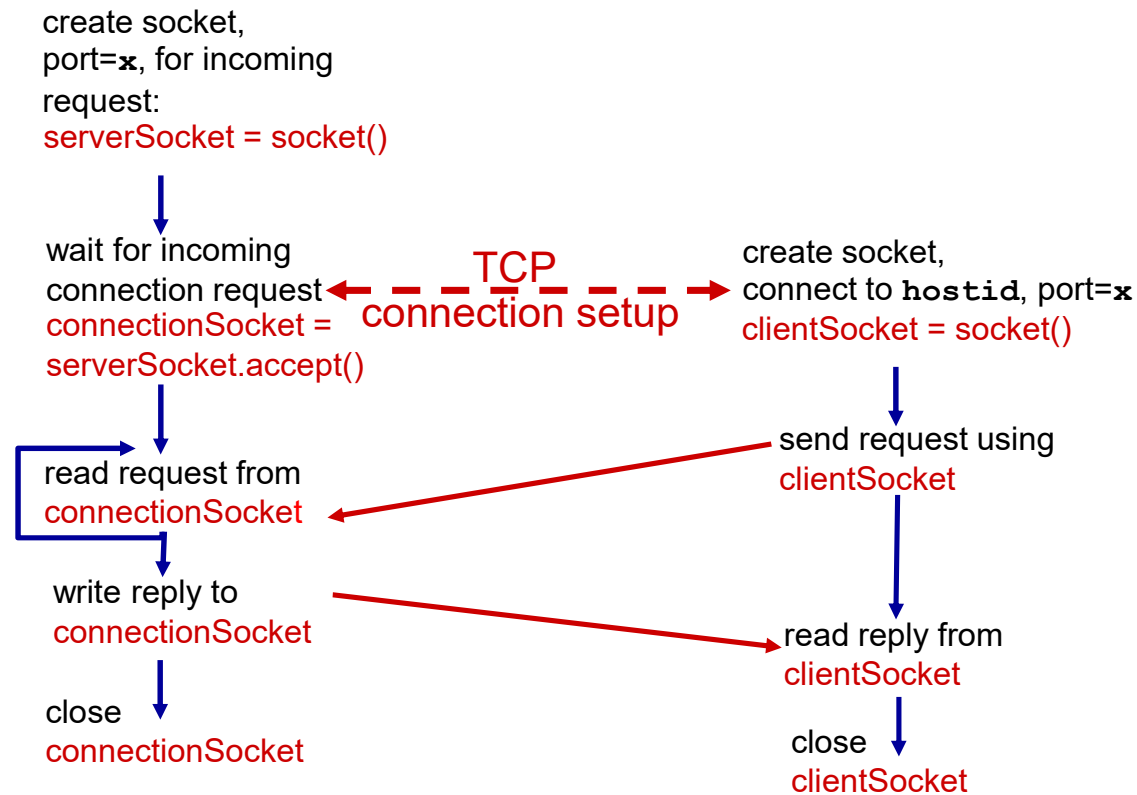 create socket,
port=x, for incoming
request:
serverSocket = socket()
wait for incoming
connection request
connectionSocket =
serverSocket.accept()
TCP
connection setup
create socket,
connect to hostid, port=x
clientSocket = socket()
read request from
connectionSocket
send request using
clientSocket
write reply to
connectionSocket
read reply from
clientSocket
close
connectionSocket
close
clientSocket